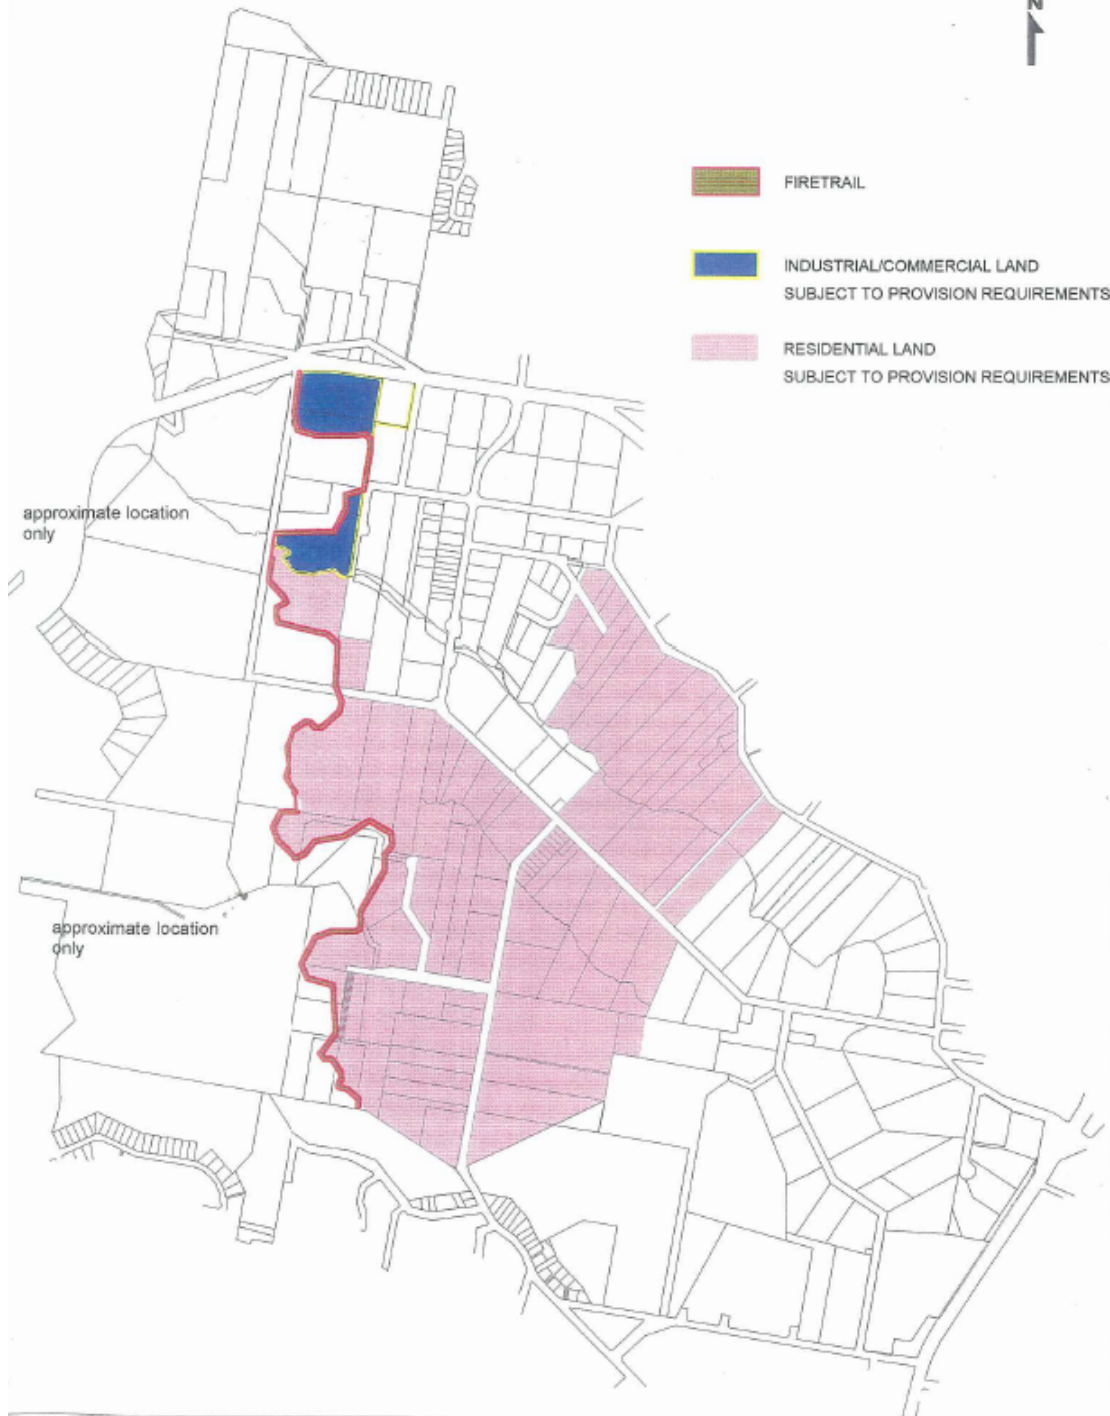 N
FIRETRAIL
INDUSTRIAL/COMMERCIAL LAND
SUBJECT TO PROVISION REQUIREMENTS
RESIDENTIAL LAND
SUBJECT TO PROVISION REQUIREMENTS
approximate location
only
approximate location
only